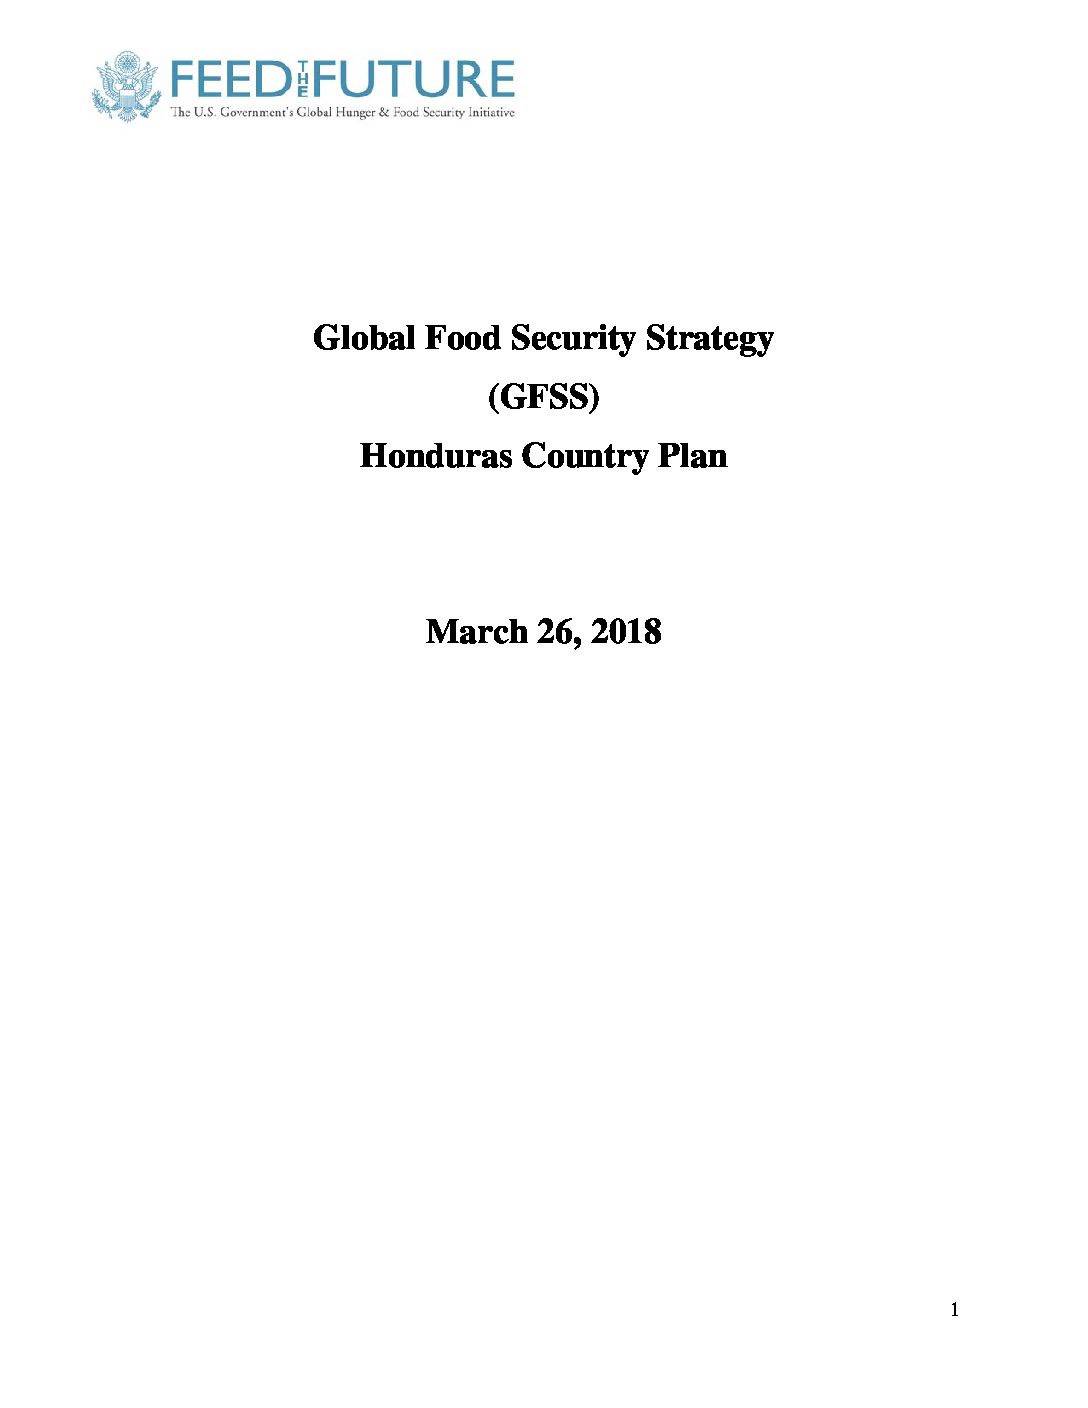 FEED THE FUTURE
The U.S. Government's Global Hunger & Food Security Initiative
Global Food Security Strategy
(GFSS)
Honduras Country Plan
March 26, 2018
1